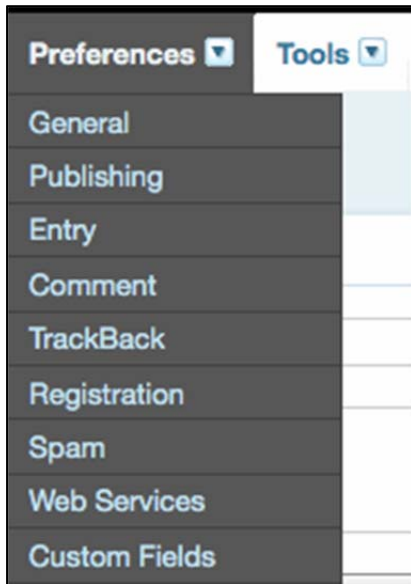 Preferences Tools
General
Publishing
Entry
Comment
TrackBack
Registration
Spam
Web Services
Custom Fields